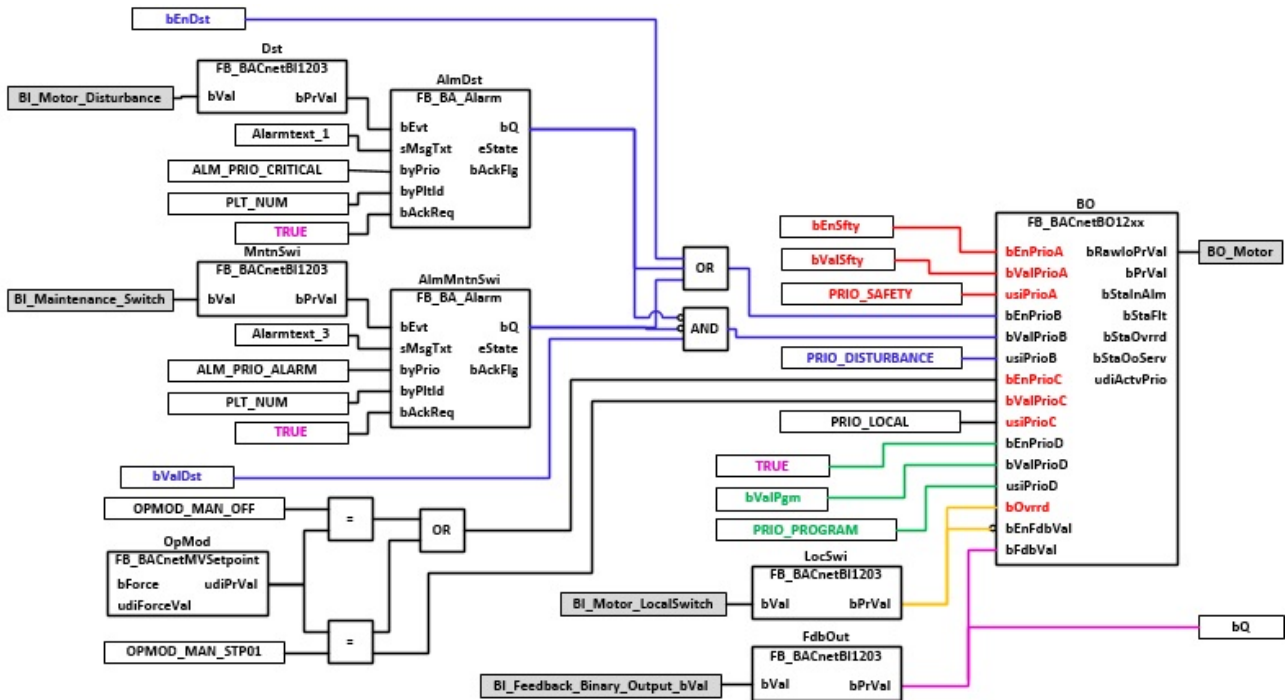 bEnDst
Dst
FB_BACnetBI1203
BI_Motor_Disturbance
bVal
bPrVal
AlmDst
FB_BA_Alarm
bEvt
bQ
Alarmtext_1
sMsgTxt
eState
ALM_PRIO_CRITICAL
byPrio
bAckFlg
PLT_NUM
byPltId
TRUE
bAckReq
MntnSwi
FB_BACnetBI1203
BI_Maintenance_Switch
bVal
bPrVal
AlmMntnSwi
FB_BA_Alarm
bEvt
bQ
Alarmtext_3
sMsgTxt
eState
ALM_PRIO_ALARM
byPrio
bAckFlg
PLT_NUM
byPltId
TRUE
bAckReq
OR
AND
bValDst
OPMOD_MAN_OFF
=
OR
OpMod
FB_BACnetMVSetpoint
bForce
udiPrVal
udiForceVal
=
OPMOD_MAN_STP01
BO
FB_BACnetBO12xx
bEnSfty
bEnPrioA
bRawIoPrVal
BO_Motor
bValSfty
bValPrioA
bPrVal
PRIO_SAFETY
usiPrioA
bStaInAlm
bEnPrioB
bStaFlt
bValPrioB
bStaOvrrd
PRIO_DISTURBANCE
usiPrioB
bStaOoServ
bEnPrioC
udiActvPrio
bValPrioC
PRIO_LOCAL
usiPrioC
TRUE
bEnPrioD
bValPgm
bValPrioD
PRIO_PROGRAM
usiPrioD
bOvrrd
bEnFdbVal
bFdbVal
LocSwi
FB_BACnetBI1203
BI_Motor_LocalSwitch
bVal
bPrVal
FdbOut
FB_BACnetBI1203
BI_Feedback_Binary_Output_bVal
bVal
bPrVal
bQ